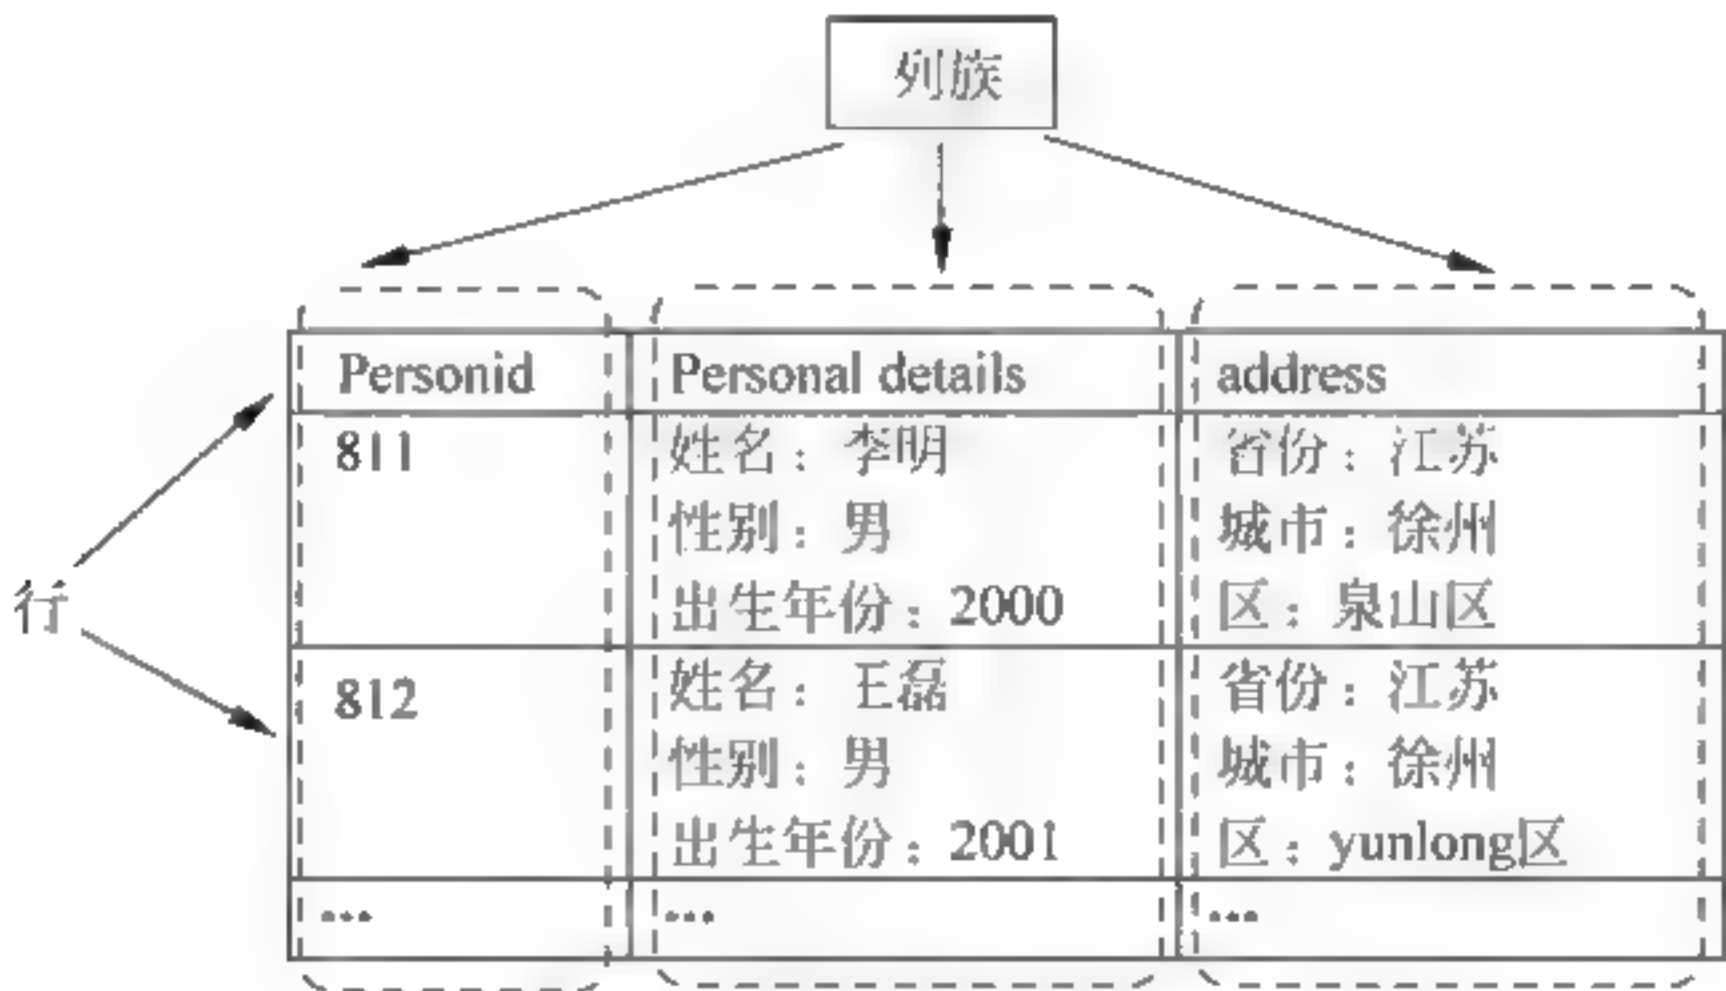 列族
Personid
Personal details
address
行
811
姓名：李明
性别：男
出生年份：2000
省份：江苏
城市：徐州
区：泉山区
812
姓名：王磊
性别：男
出生年份：2001
省份：江苏
城市：徐州
区：yunlong区
...
...
...